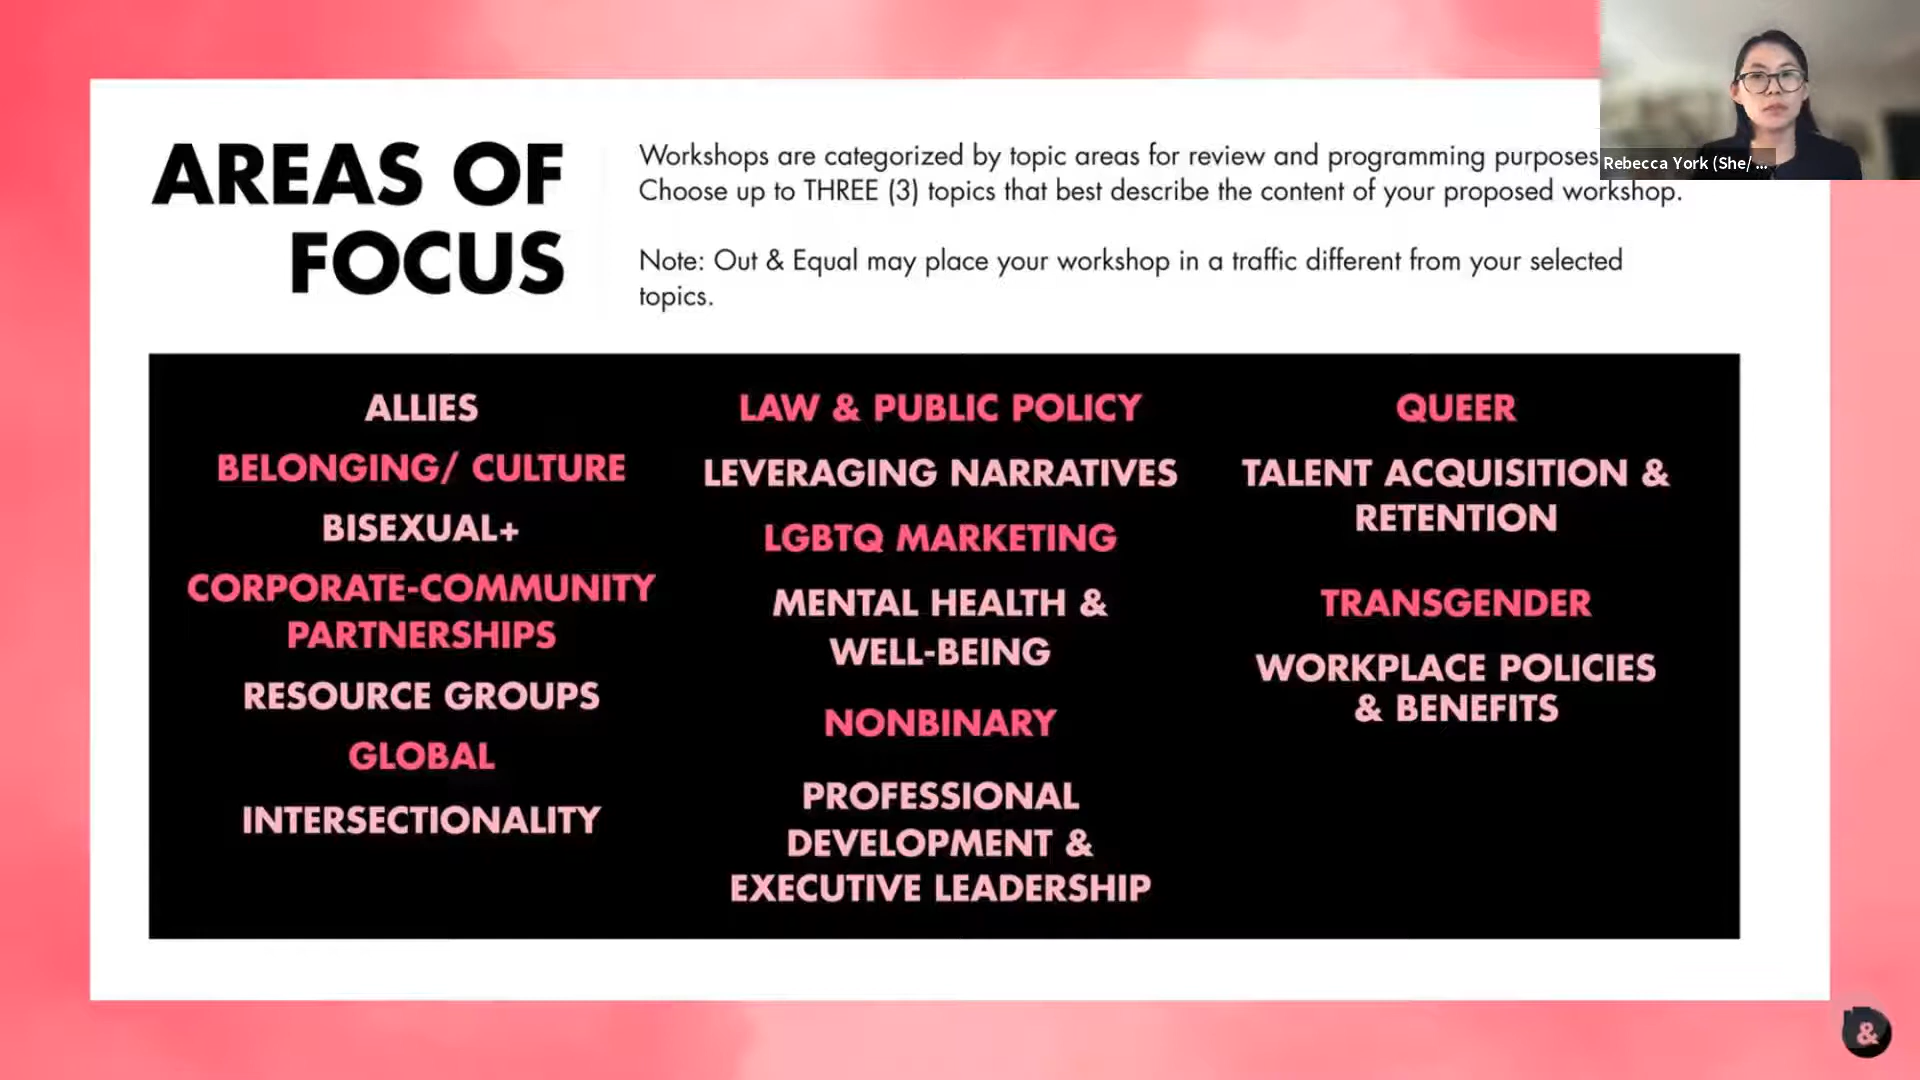 AREAS OF
FOCUS
Workshops are categorized by topic areas for review and programming purposes
Choose up to THREE (3) topics that best describe the content of your proposed workshop.
Note: Out & Equal may place your workshop in a traffic different from your selected
topics.
Rebecca York (She/ ...
ALLIES
BELONGING/ CULTURE
BISEXUAL+
CORPORATE-COMMUNITY
PARTNERSHIPS
RESOURCE GROUPS
GLOBAL
INTERSECTIONALITY
LAW & PUBLIC POLICY
LEVERAGING NARRATIVES
LGBTQ MARKETING
MENTAL HEALTH &
WELL-BEING
NONBINARY
PROFESSIONAL
DEVELOPMENT &
EXECUTIVE LEADERSHIP
QUEER
TALENT ACQUISITION &
RETENTION
TRANSGENDER
WORKPLACE POLICIES
& BENEFITS
&